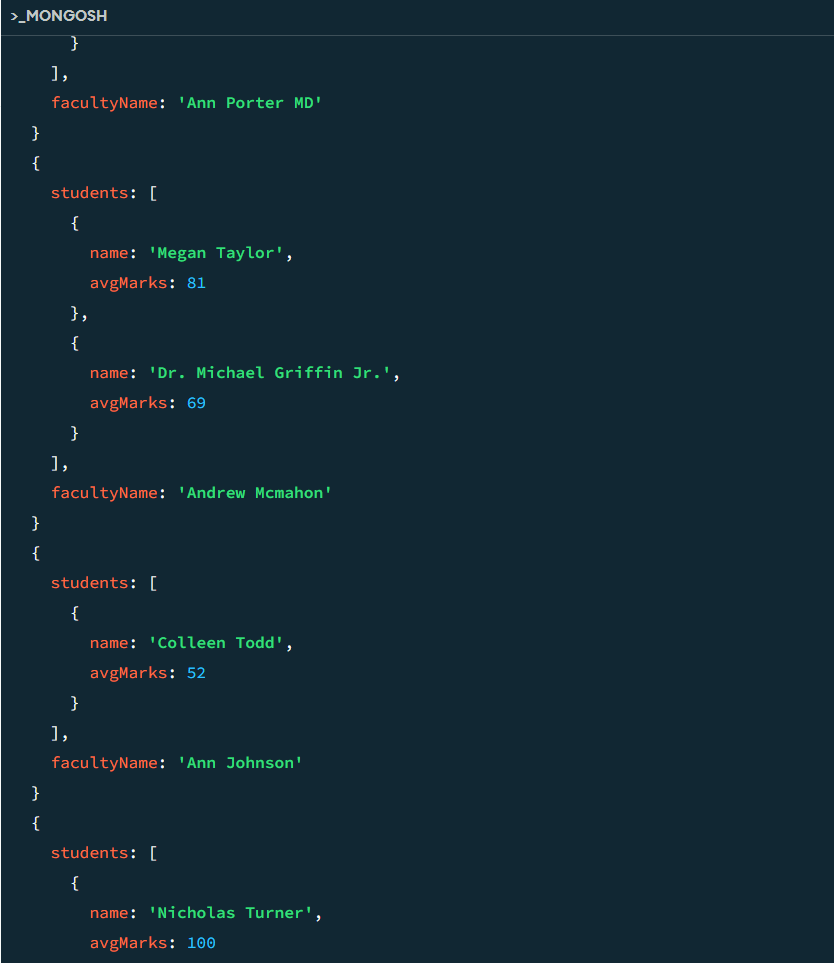 >_MONGOSH
}
],
facultyName: 'Ann Porter MD'
}
{
students: [
{
name: 'Megan Taylor',
avgMarks: 81
},
{
name: 'Dr. Michael Griffin Jr.',
avgMarks: 69
}
],
facultyName: 'Andrew Mcmahon'
}
{
students: [
{
name: 'Colleen Todd',
avgMarks: 52
}
],
facultyName: 'Ann Johnson'
}
{
students: [
{
name: 'Nicholas Turner',
avgMarks: 100